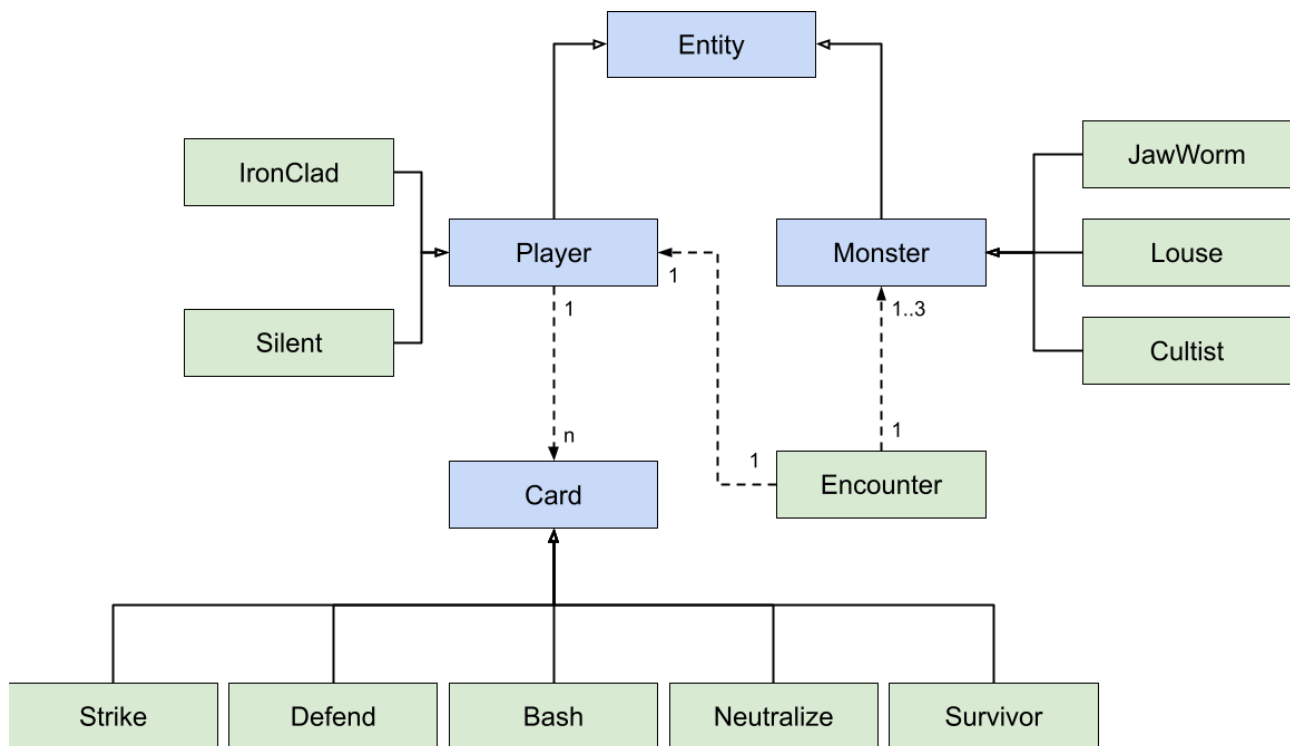 Entity
IronClad
JawWorm
Player
Monster
Louse
1
1
1..3
Silent
Cultist
n
1
1
Card
Encounter
Strike
Defend
Bash
Neutralize
Survivor